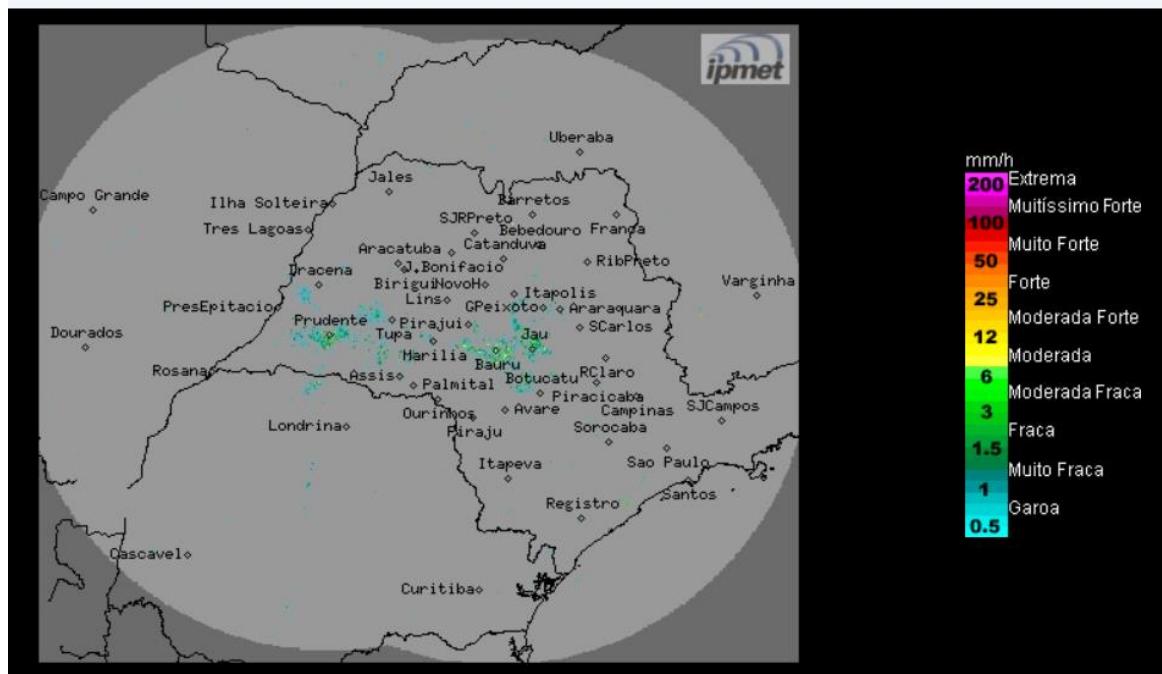 ipmet
Uberaba
Campo Grande
Jales
Ilha Solteira
Barretos
SJRPreto
Tres Lagoas
Bebedouro
Franca
Aracatuba
Catanduva
Dracena
J.Bonifacio
RibPreto
Varginha
Birigui
NovoH
Itapolis
PresEpitacio
Lins
GPeixoto
Araraquara
Dourados
Prudente
Tupa
Pirajui
Jau
SCarlos
Marilia
Bauru
Rosana
Assis
Botucatu
RClaro
Palmital
Piracicaba
Ourinhos
Avare
Campinas
SJCampos
Londrina
Piraju
Sorocaba
Itapeva
Sao Paulo
Registro
Santos
Cascavel
Curitiba
mm/h
200 Extrema
Muitíssimo Forte
100
Muito Forte
50
Forte
25
Moderada Forte
12
Moderada
6
Moderada Fraca
3
Fraca
1.5
Muito Fraca
1
Garoa
0.5